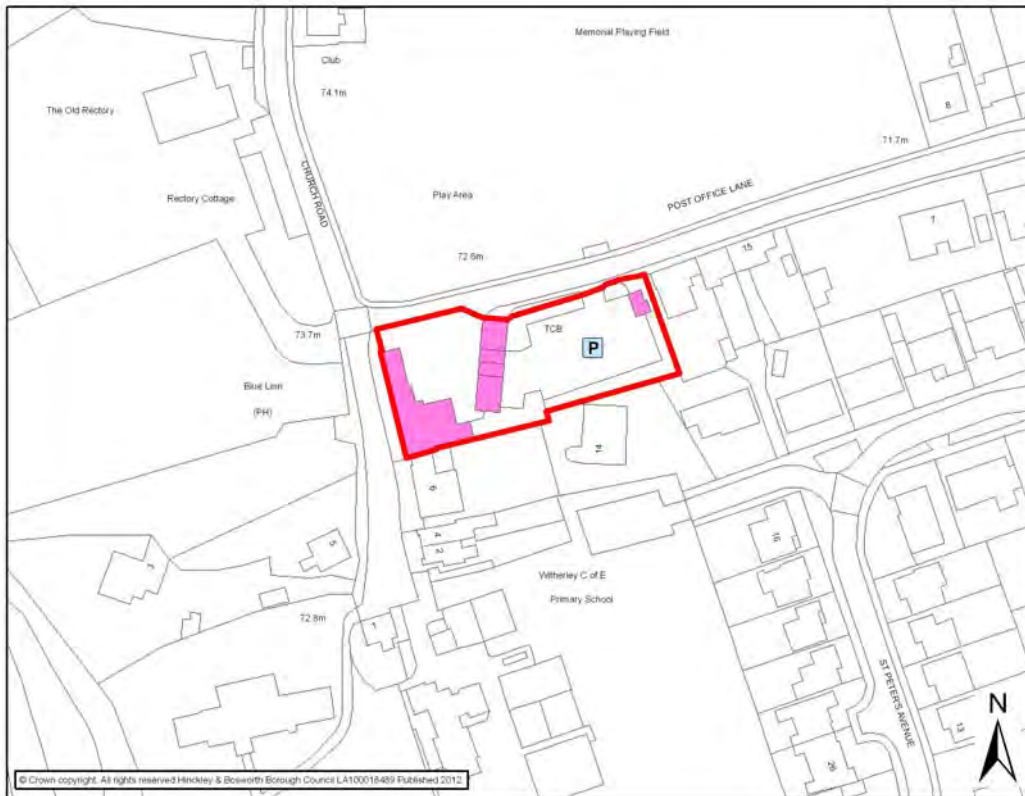 Memorial Playing Field
Club
74.1m
The Old Rectory
8
71.7m
CHURCH ROAD
Rectory Cottage
Play Area
POST OFFICE LANE
7
15
72.6m
TCB
73.7m
P
Blue Linn
(PH)
14
6
4
2
5
16
Witherley C of E
Primary School
72.8m
1
ST PETER'S AVENUE
13
26
N
© Crown copyright. All rights reserved Hinckley & Bosworth Borough Council LA100018489 Published 2012